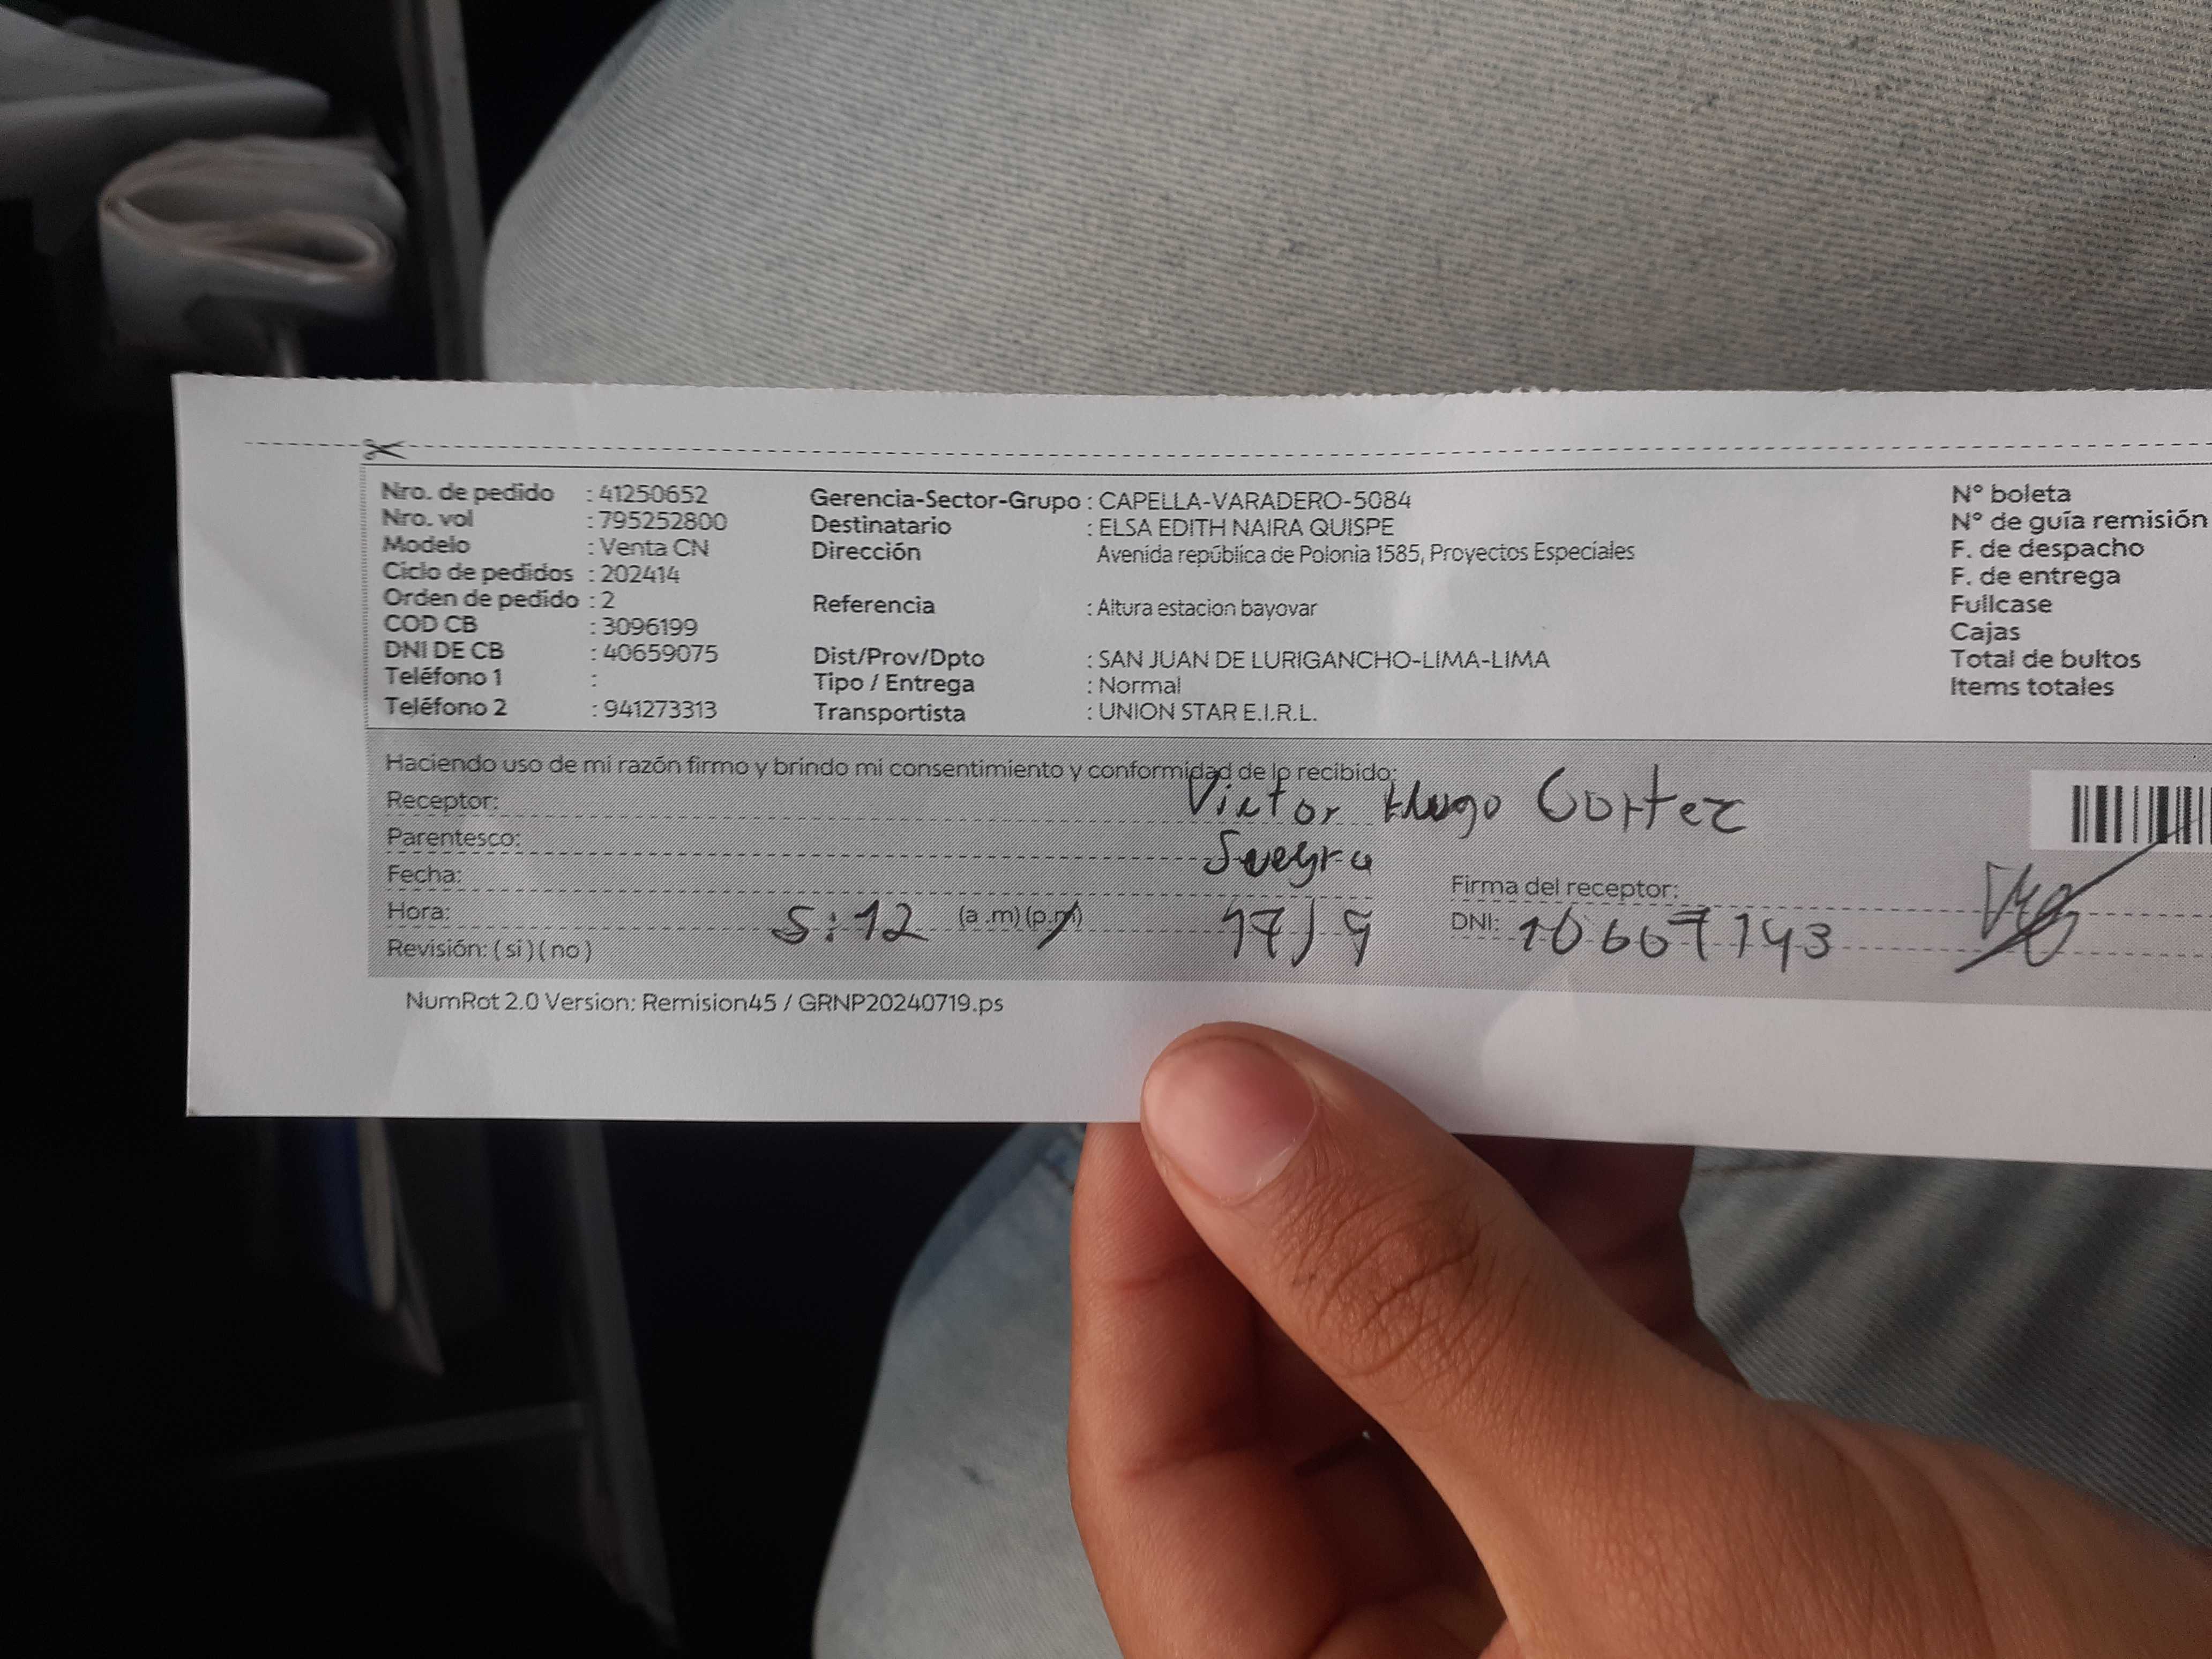 Nro. de pedido : 41250652
Nro. vol : 795252800
Modelo : Venta CN
Ciclo de pedidos : 202414
Orden de pedido : 2
COD CB : 3096199
DNI DE CB : 40659075
Teléfono 1 :
Teléfono 2 : 941273313
Gerencia-Sector-Grupo : CAPELLA-VARADERO-5084
Destinatario : ELSA EDITH NAIRA QUISPE
Dirección Avenida república de Polonia 1585, Proyectos Especiales
Referencia : Altura estacion bayovar
Dist/Prov/Dpto : SAN JUAN DE LURIGANCHO-LIMA-LIMA
Tipo / Entrega : Normal
Transportista : UNION STAR E.I.R.L.
N° boleta
N° de guía remisión
F. de despacho
F. de entrega
Fullcase
Cajas
Total de bultos
Items totales
Haciendo uso de mi razón firmo y brindo mi consentimiento y conformidad de lo recibido:
Receptor: Victor Hugo Cortez
Parentesco: Suegra
Fecha:
Hora: 5:12 (a .m) (p.m) 17/9
Revisión: ( sí ) ( no )
Firma del receptor:
DNI: 10607143
NumRot 2.0 Version: Remision45 / GRNP20240719.ps